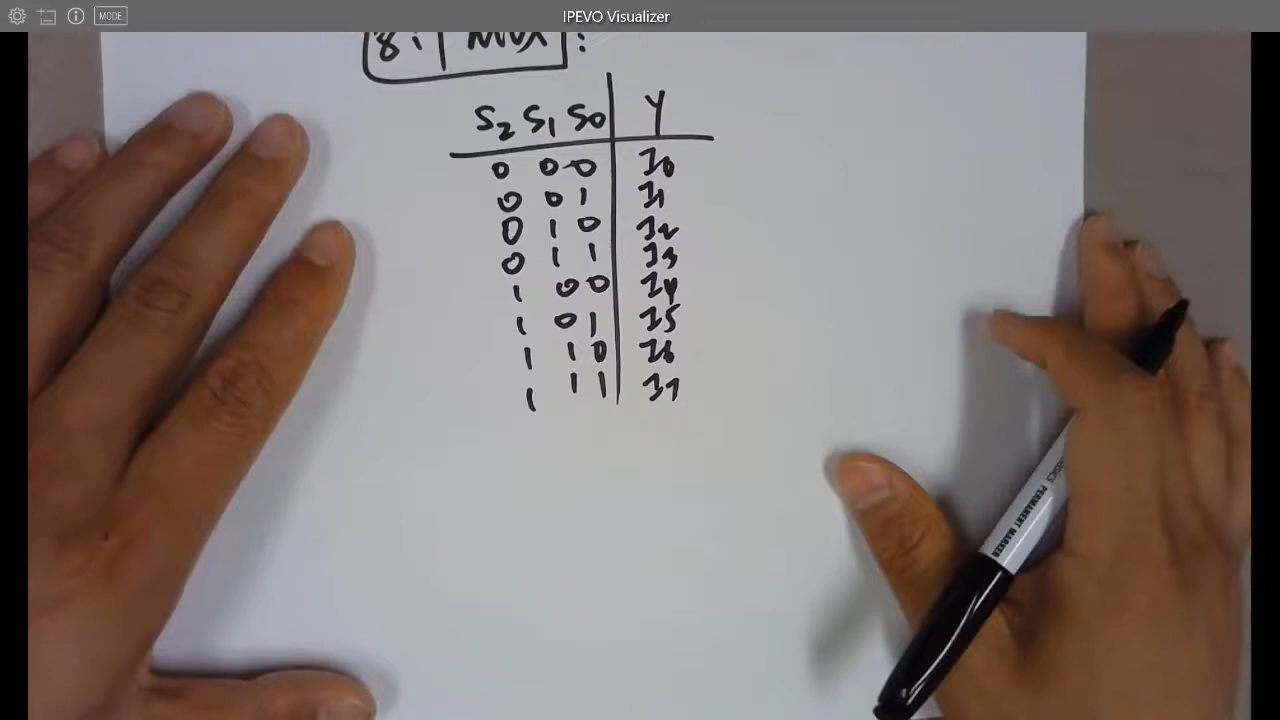 MODE
IPEVO Visualizer
8:1 MUX :
S2 S1 S0 Y
0 0 0 I0
0 0 1 I1
0 1 0 I2
0 1 1 I3
1 0 0 I4
1 0 1 I5
1 1 0 I6
1 1 1 I7
PERMANENT MARKER